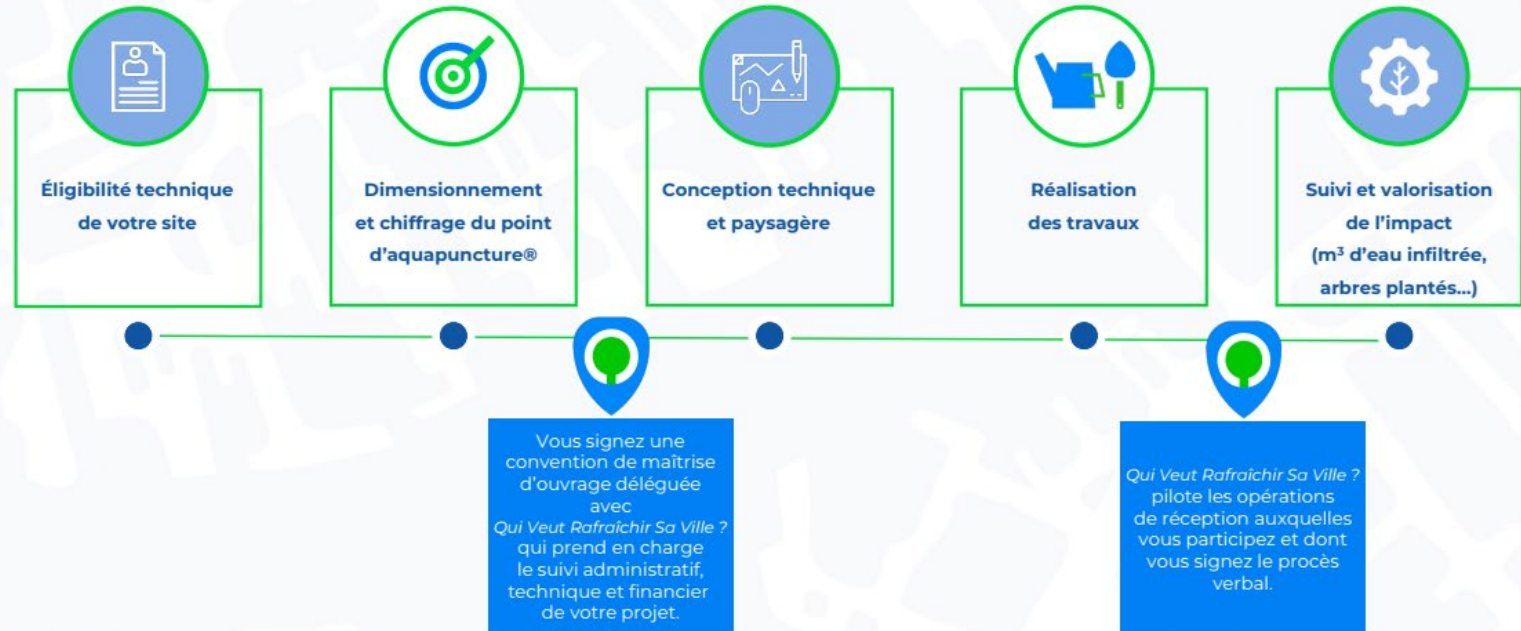 Éligibilité technique
de votre site
Dimensionnement
et chiffrage du point
d'aquapuncture®
Conception technique
et paysagère
Réalisation
des travaux
Suivi et valorisation
de l'impact
(m³ d'eau infiltrée,
arbres plantés...)
Vous signez une
convention de maîtrise
d'ouvrage déléguée
avec
Qui Veut Rafraîchir Sa Ville ?
qui prend en charge
le suivi administratif,
technique et financier
de votre projet.
Qui Veut Rafraîchir Sa Ville ?
pilote les opérations
de réception auxquelles
vous participez et dont
vous signez le procès
verbal.